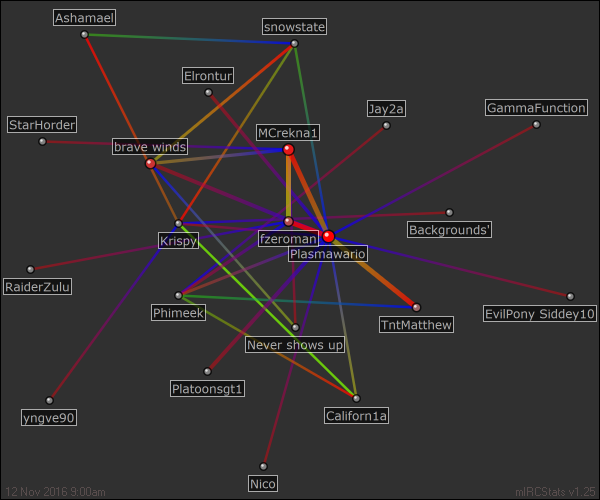 Ashamael
snowstate
Elrontur
Jay2a
GammaFunction
StarHorder
MCrekna1
brave winds
Backgrounds'
Krispy
fzeroman
Plasmawario
RaiderZulu
Phimeek
EvilPony Siddey10
TntMatthew
Never shows up
Platoonsgt1
Californ1a
yngve90
Nico
12 Nov 2016 9:00am
mIRCStats v1.25